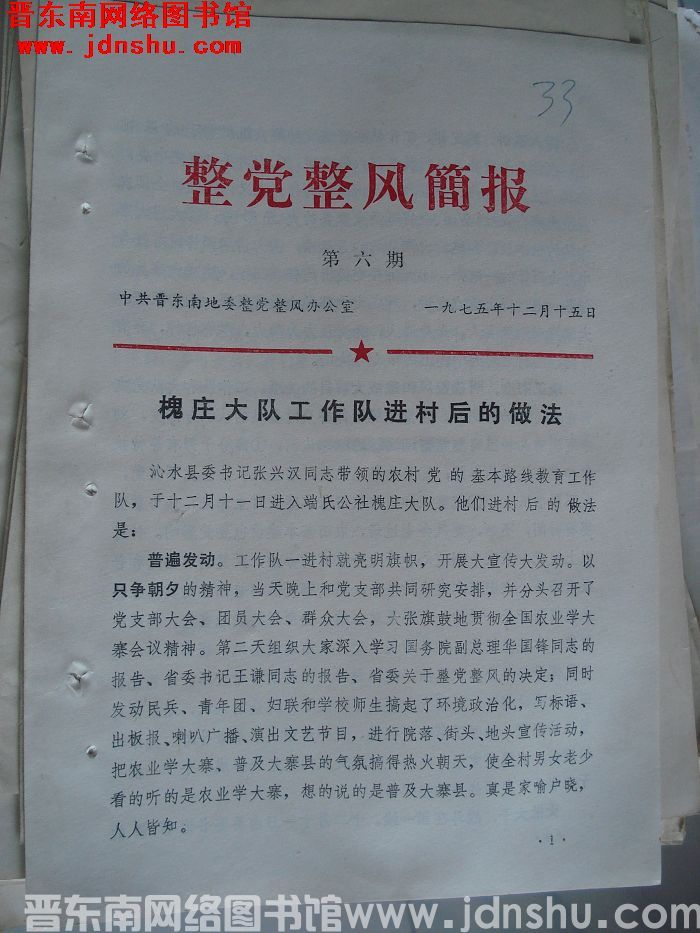 晋东南网络图书馆
www.jdnshu.com
33
整党整风簡报
第六期
中共晋东南地委整党整风办公室 一九七五年十二月十五日
槐庄大队工作队进村后的做法
沁水县委书记张兴汉同志带领的农村党的基本路线教育工作
队，于十二月十一日进入端氏公社槐庄大队。他们进村后的做法
是：
普遍发动。工作队一进村就亮明旗帜，开展大宣传大发动。以
只争朝夕的精神，当天晚上和党支部共同研究安排，并分头召开了
党支部大会、团员大会、群众大会，大张旗鼓地贯彻全国农业学大
寨会议精神。第二天组织大家深入学习国务院副总理华国锋同志的
报告、省委书记王谦同志的报告、省委关于整党整风的决定；同时
发动民兵、青年团、妇联和学校师生搞起了环境政治化，写标语、
出板报、喇叭广播、演出文艺节目，进行院落、街头、地头宣传活动，
把农业学大寨、普及大寨县的气氛搞得热火朝天，使全村男女老少
看的听的是农业学大寨，想的说的是普及大寨县。真是家喻户晓，
人人皆知。
·1·
晋东南网络图书馆www.jdnshu.com